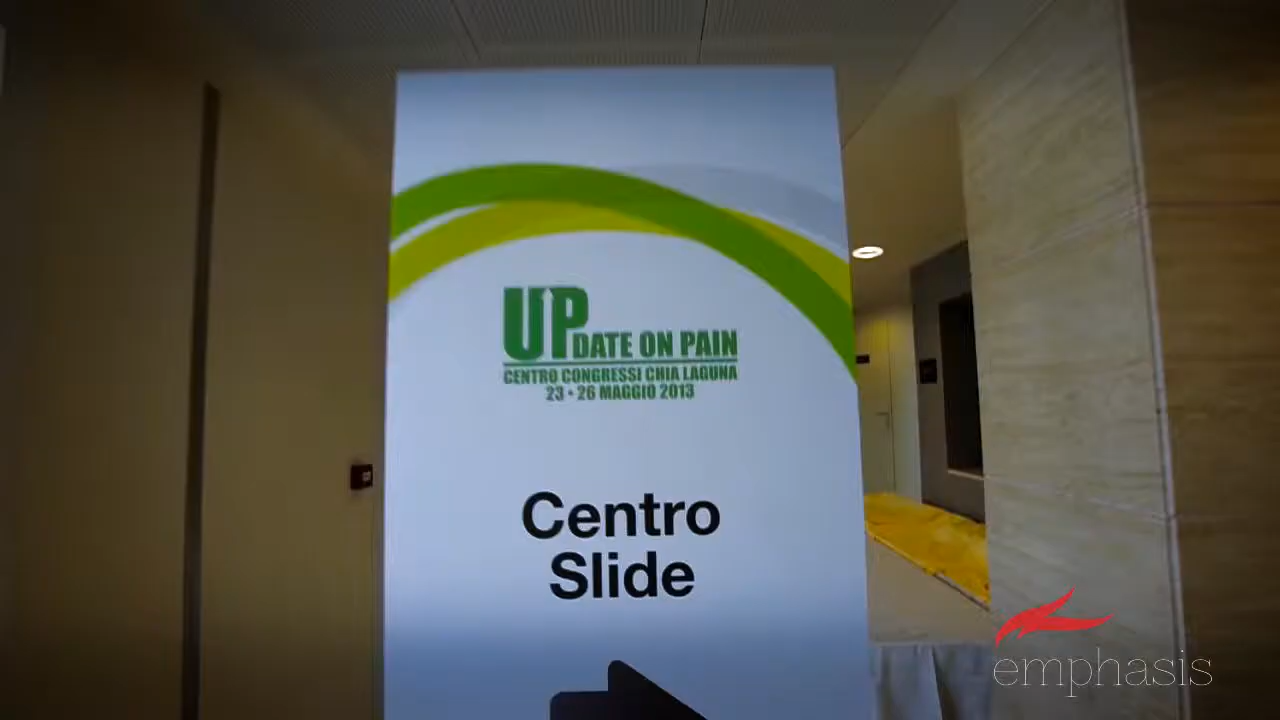 UPDATE ON PAIN
CENTRO CONGRESSI CHIA LAGUNA
23 • 26 MAGGIO 2013
Centro
Slide
emphasis